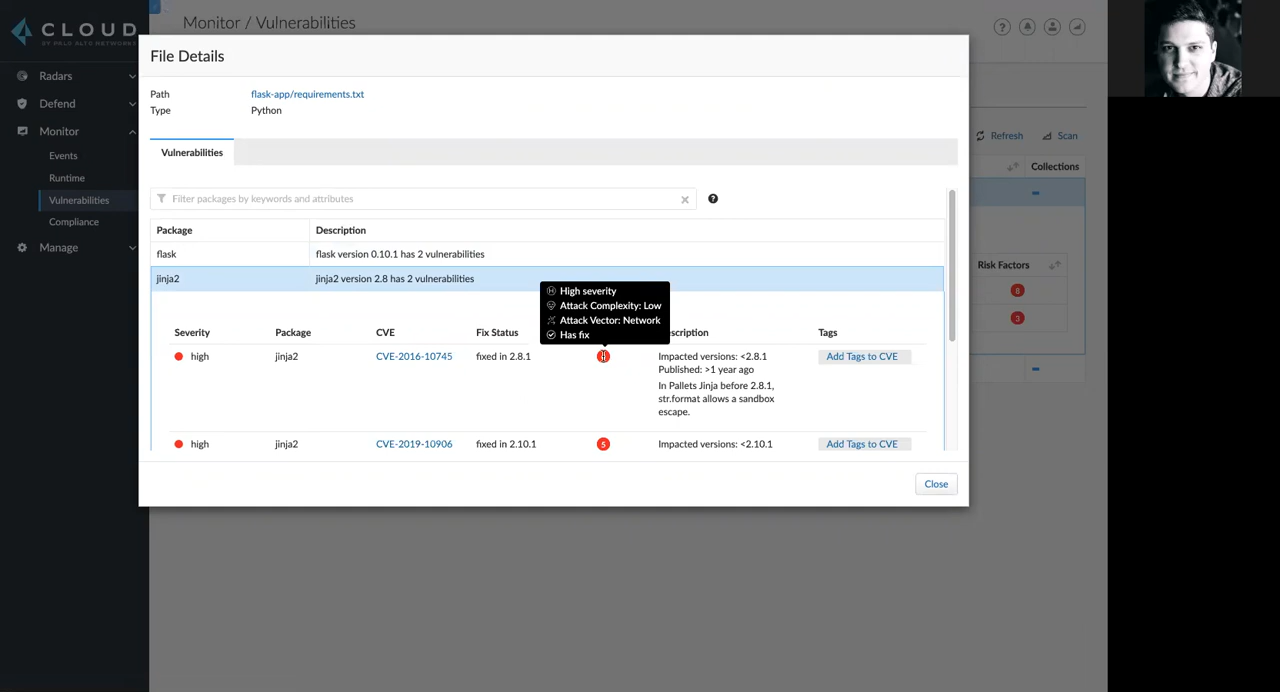 CLOUD
BY PALO ALTO NETWORKS
Monitor / Vulnerabilities
Radars
Defend
Monitor
Events
Runtime
Vulnerabilities
Compliance
Manage
Refresh
Scan
Collections
Risk Factors
8
3
File Details
Path
flask-app/requirements.txt
Type
Python
Vulnerabilities
Filter packages by keywords and attributes
Package
Description
flask
flask version 0.10.1 has 2 vulnerabilities
jinja2
jinja2 version 2.8 has 2 vulnerabilities
High severity
Attack Complexity: Low
Attack Vector: Network
Has fix
Severity
Package
CVE
Fix Status
scription
Tags
high
jinja2
CVE-2016-10745
fixed in 2.8.1
Impacted versions: <2.8.1
Published: >1 year ago
In Pallets Jinja before 2.8.1,
str.format allows a sandbox
escape.
Add Tags to CVE
high
jinja2
CVE-2019-10906
fixed in 2.10.1
5
Impacted versions: <2.10.1
Add Tags to CVE
Close